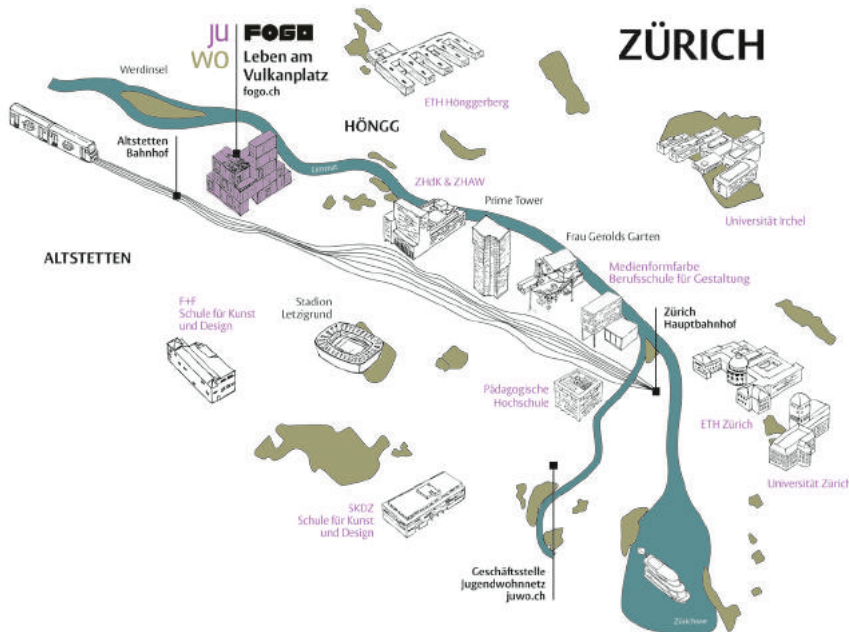 ju
wo
FOGO
Leben am
Vulkanplatz
fogo.ch
ZÜRICH
Werdinsel
ETH Hönggerberg
Altstetten
Bahnhof
HÖNGG
Limmat
ZHdK & ZHAW
Prime Tower
Universität Irchel
Frau Gerolds Garten
ALTSTETTEN
Medienformfarbe
Berufsschule für Gestaltung
F+F
Schule für Kunst
und Design
Stadion
Letzigrund
Zürich
Hauptbahnhof
Pädagogische
Hochschule
ETH Zürich
Universität Zürich
SKDZ
Schule für Kunst
und Design
Geschäftsstelle
Jugendwohnnetz
juwo.ch
Zürichsee